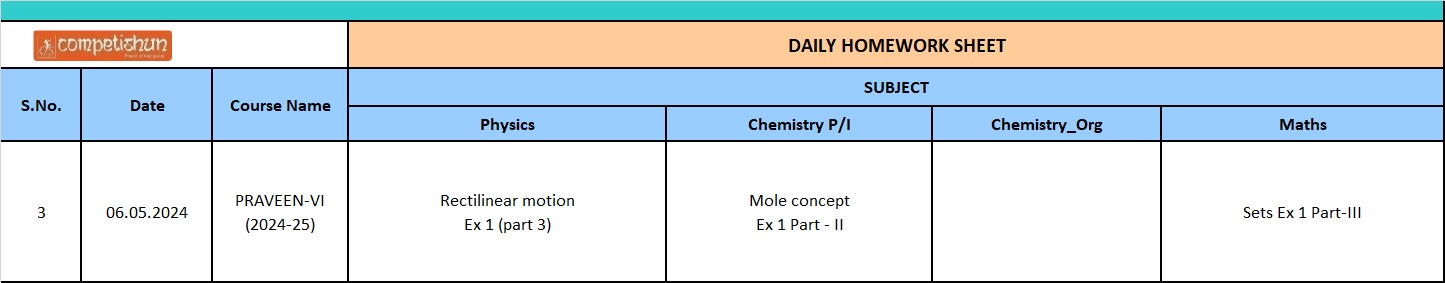 competishun
DAILY HOMEWORK SHEET
S.No.
Date
Course Name
SUBJECT
Physics
Chemistry P/I
Chemistry_Org
Maths
3
06.05.2024
PRAVEEN-VI
(2024-25)
Rectilinear motion
Ex 1 (part 3)
Mole concept
Ex 1 Part - II
Sets Ex 1 Part-III